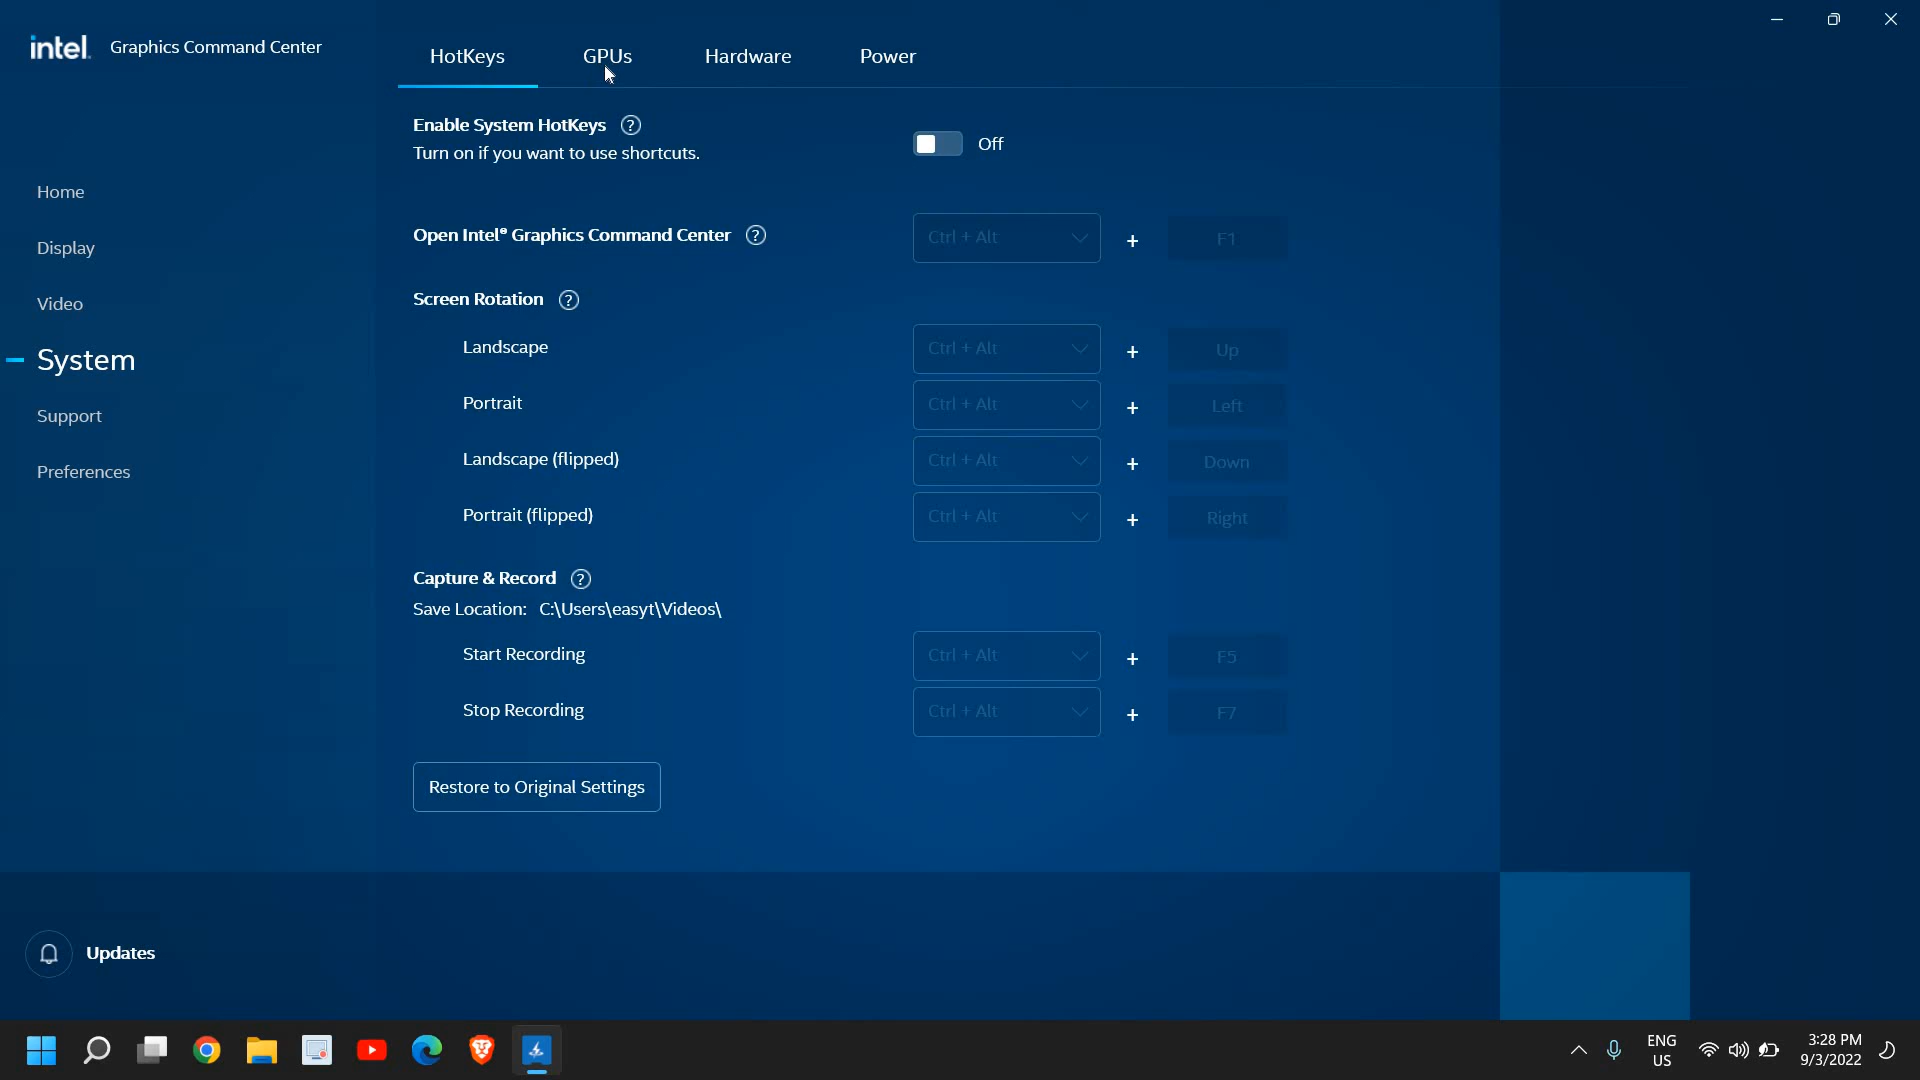 intel. Graphics Command Center
HotKeys
GPUs
Hardware
Power
Enable System HotKeys ?
Turn on if you want to use shortcuts.
Off
Home
Display
Video
System
Support
Preferences
Open Intel® Graphics Command Center ?
Ctrl + Alt + F1
Screen Rotation ?
Landscape Ctrl + Alt + Up
Portrait Ctrl + Alt + Left
Landscape (flipped) Ctrl + Alt + Down
Portrait (flipped) Ctrl + Alt + Right
Capture & Record ?
Save Location: C:\Users\easyt\Videos\
Start Recording Ctrl + Alt + F5
Stop Recording Ctrl + Alt + F7
Restore to Original Settings
Updates
ENG
US
3:28 PM
9/3/2022